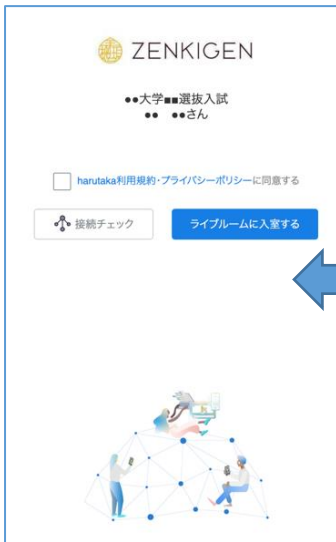 ZENKIGEN
●●大学■■選抜入試
●● ●●さん
harutaka利用規約・プライバシーポリシーに同意する
接続チェック
ライブルームに入室する